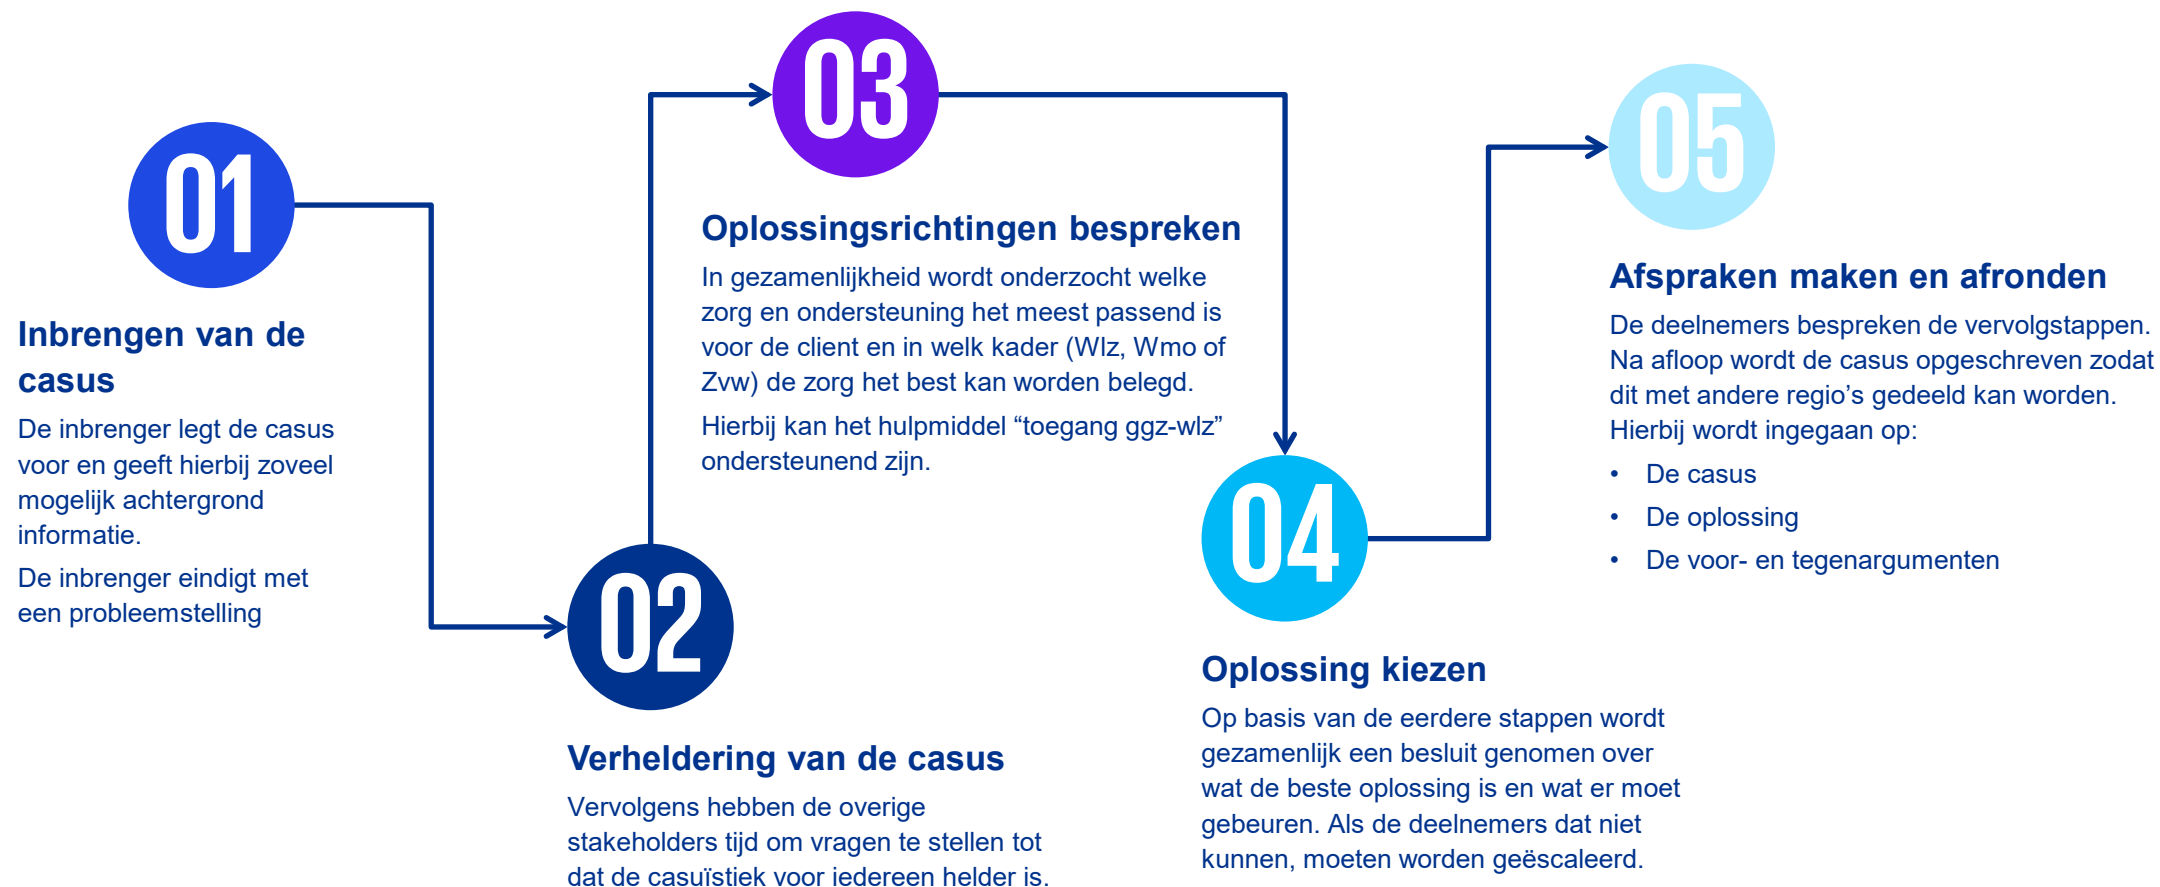 01
Inbrengen van de
casus
De inbrenger legt de casus
voor en geeft hierbij zoveel
mogelijk achtergrond
informatie.
De inbrenger eindigt met
een probleemstelling
02
Verheldering van de casus
Vervolgens hebben de overige
stakeholders tijd om vragen te stellen tot
dat de casuïstiek voor iedereen helder is.
03
Oplossingsrichtingen bespreken
In gezamenlijkheid wordt onderzocht welke
zorg en ondersteuning het meest passend is
voor de client en in welk kader (Wlz, Wmo of
Zvw) de zorg het best kan worden belegd.
Hierbij kan het hulpmiddel “toegang ggz-wlz”
ondersteunend zijn.
04
Oplossing kiezen
Op basis van de eerdere stappen wordt
gezamenlijk een besluit genomen over
wat de beste oplossing is en wat er moet
gebeuren. Als de deelnemers dat niet
kunnen, moeten worden geëscaleerd.
05
Afspraken maken en afronden
De deelnemers bespreken de vervolgstappen.
Na afloop wordt de casus opgeschreven zodat
dit met andere regio’s gedeeld kan worden.
Hierbij wordt ingegaan op:
• De casus
• De oplossing
• De voor- en tegenargumenten